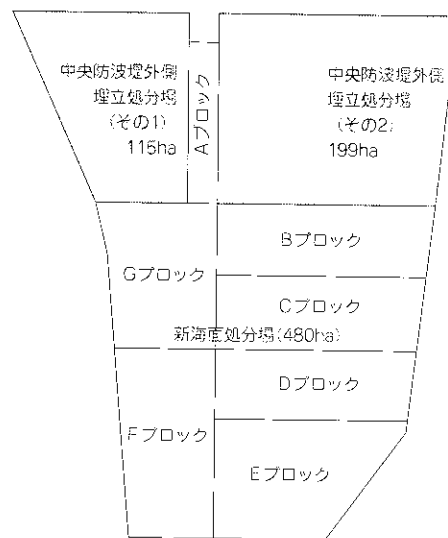 中央防波堤外側
埋立処分場
(その1)
115ha
Aブロック
中央防波堤外側
埋立処分場
(その2)
199ha
Bブロック
Gブロック
Cブロック
新海面処分場(480ha)
Dブロック
Fブロック
Eブロック